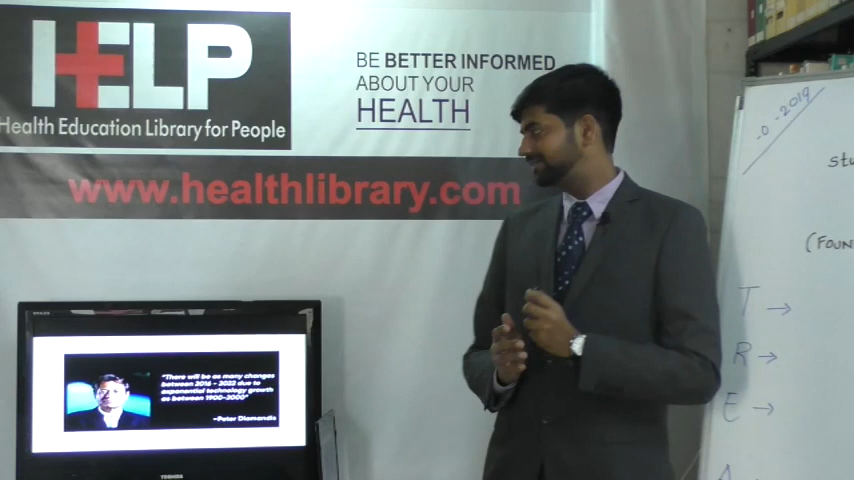 HELP
Health Education Library for People
BE BETTER INFORMED
ABOUT YOUR
HEALTH
www.healthlibrary.com
"There will be as many changes
between 2016 - 2022 due to
exponential technology growth
as between 1900-2000"
-Peter Diamandis
TOSHIBA
-0 -2019
Stu
(FOUN
T →
R →
E →
A